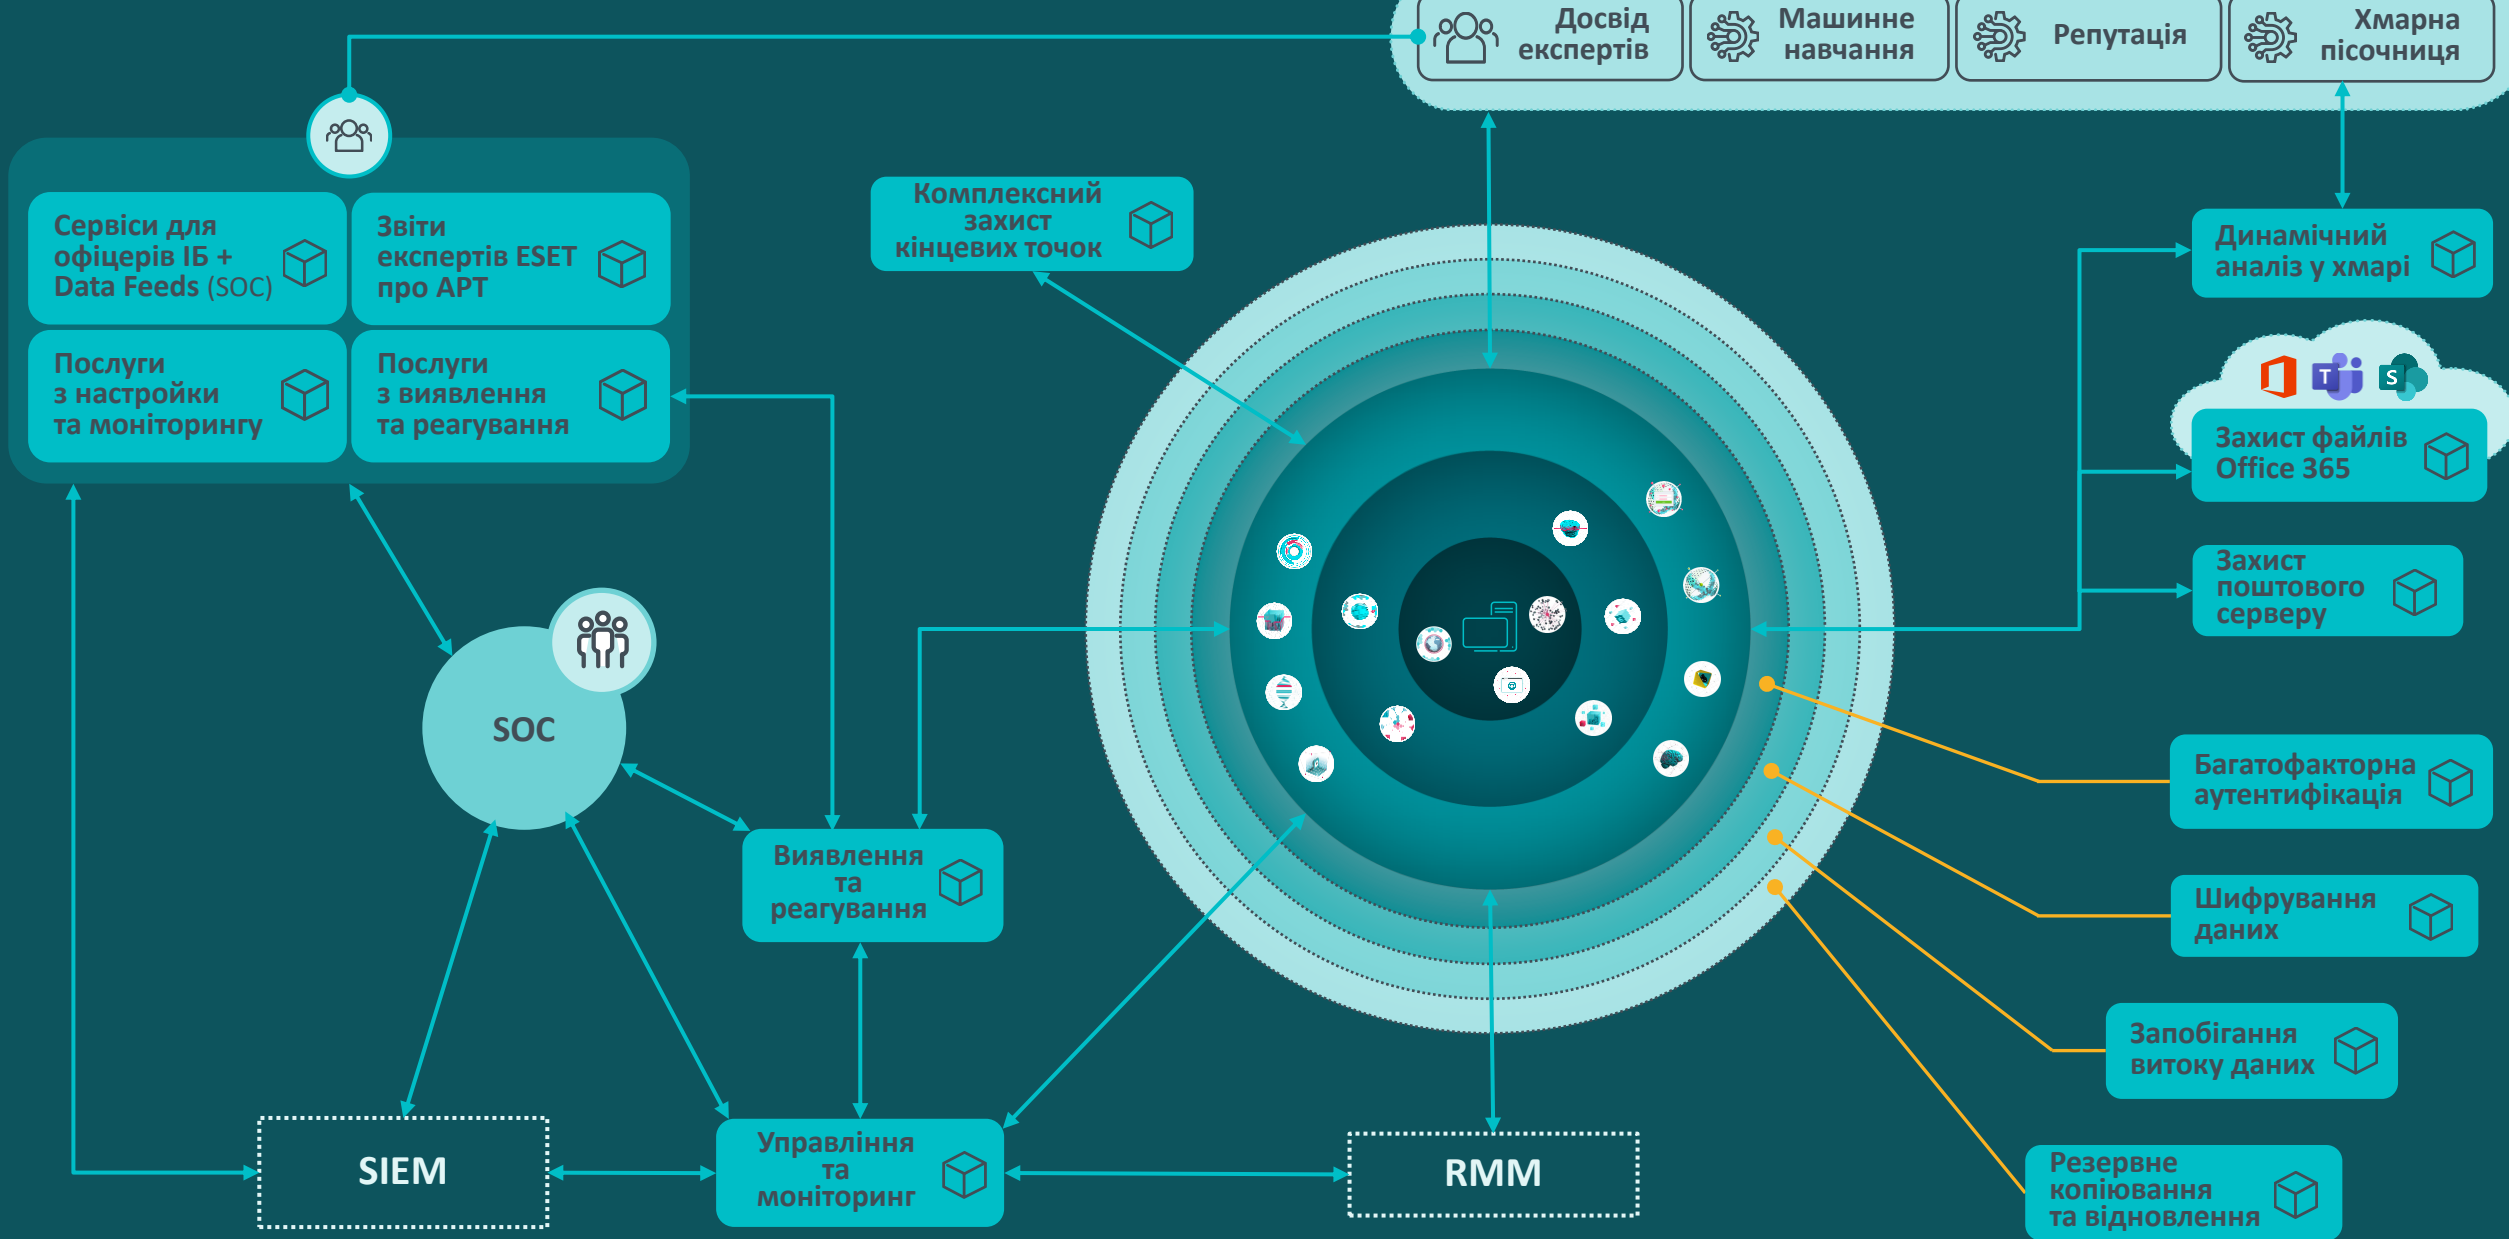 Досвід
експертів
Машинне
навчання
Репутація
Хмарна
пісочниця
Сервіси для
офіцерів ІБ +
Data Feeds (SOC)
Звіти
експертів ESET
про APT
Послуги
з настройки
та моніторингу
Послуги
з виявлення
та реагування
Комплексний
захист
кінцевих точок
Динамічний
аналіз у хмарі
Захист файлів
Office 365
Захист
поштового
серверу
SOC
Виявлення
та
реагування
Багатофакторна
аутентифікація
Шифрування
даних
Запобігання
витоку даних
SIEM
Управління
та
моніторинг
RMM
Резервне
копіювання
та відновлення